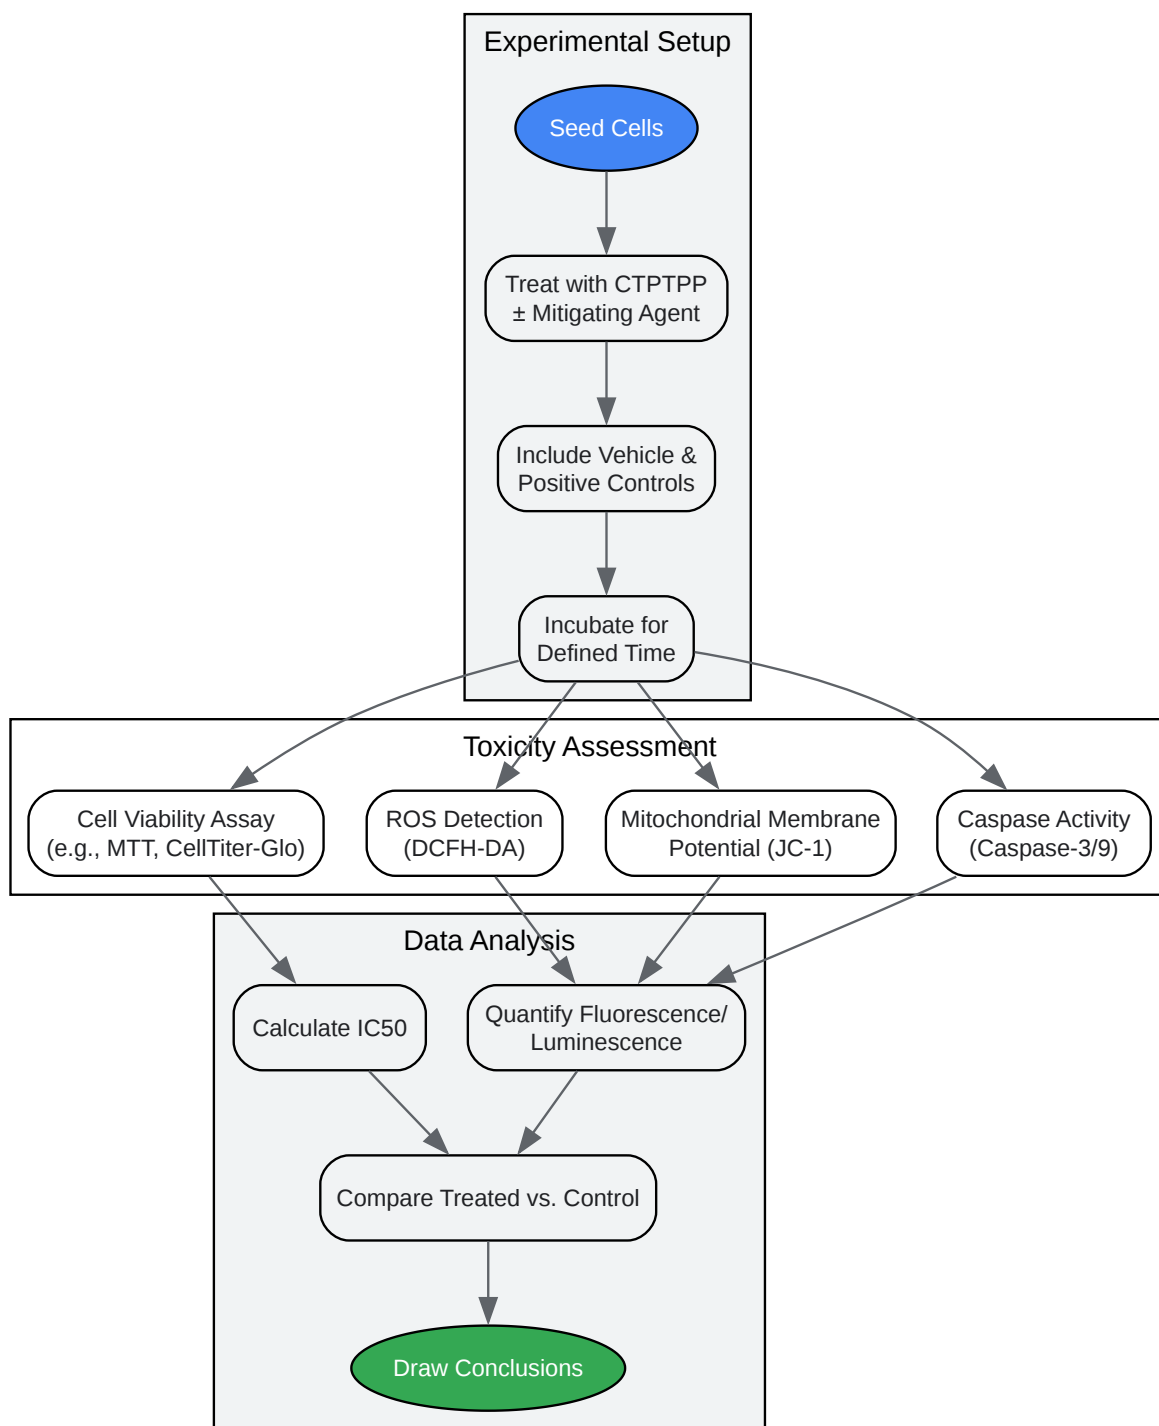 Experimental Setup
Seed Cells
Treat with CTPTPP
± Mitigating Agent
Include Vehicle &
Positive Controls
Incubate for
Defined Time
Toxicity Assessment
Cell Viability Assay
(e.g., MTT, CellTiter-Glo)
ROS Detection
(DCFH-DA)
Mitochondrial Membrane
Potential (JC-1)
Caspase Activity
(Caspase-3/9)
Data Analysis
Calculate IC50
Quantify Fluorescence/
Luminescence
Compare Treated vs. Control
Draw Conclusions